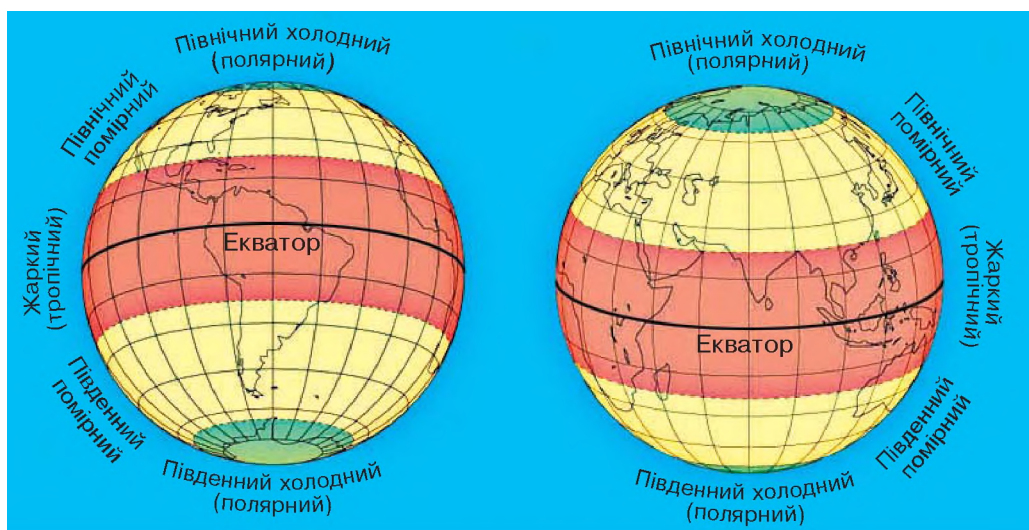 Північний холодний
(полярний)
Північний
помірний
Жаркий
(тропічний)
Екватор
Південний
помірний
Південний холодний
(полярний)
Північний холодний
(полярний)
Північний
помірний
Жаркий
(тропічний)
Екватор
Південний
помірний
Південний холодний
(полярний)